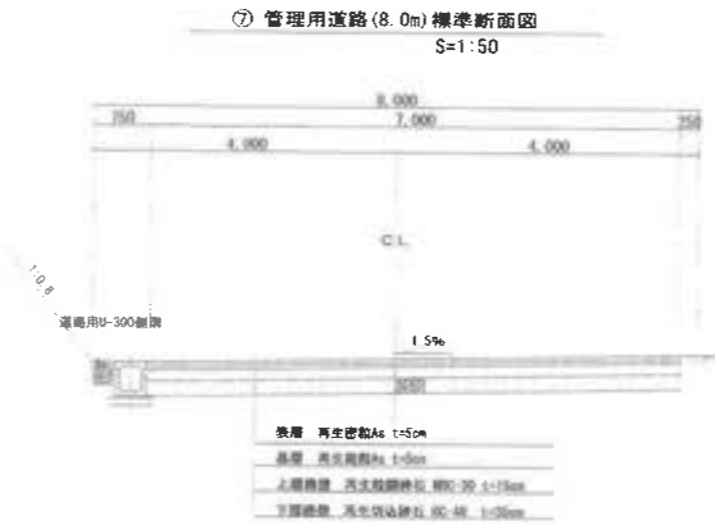 ⑦ 管理用道路(8.0m)標準断面図
S=1:50
8,000
750 7,000 250
4,000 4,000
C L
1:0.8
道路用U-300側溝
1.5%
表層 再生密粒As t=5cm
基層 再生粗粒As t=5cm
上層路盤 再生粒調砕石 t=15cm
下層路盤 再生切込砕石 RC-40